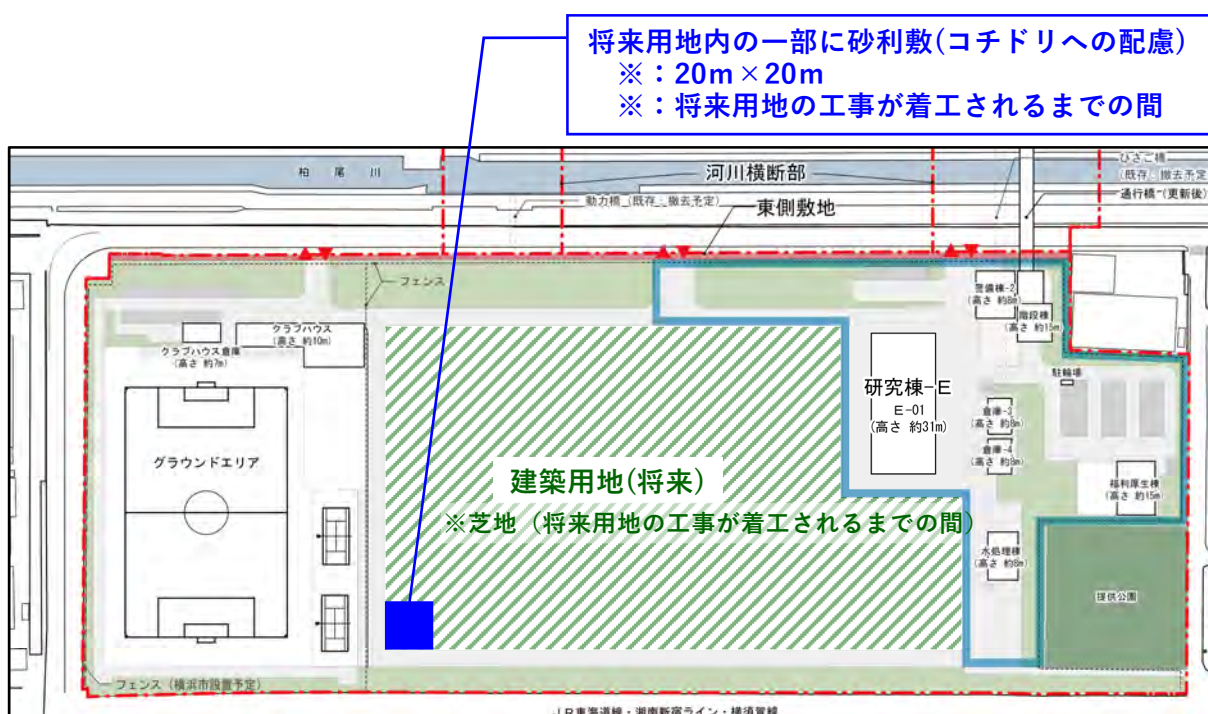 将来用地内の一部に砂利敷(コチドリへの配慮)
※：20m×20m
※：将来用地の工事が着工されるまでの間
柏尾川
河川横断部
ひさご橋
(既存：撤去予定)
動力橋 (既存：撤去予定)
東側敷地
通行橋 (更新後)
フェンス
警備棟-2
(高さ 約8m)
階段棟
(高さ 約15m)
クラブハウス
(高さ 約10m)
クラブハウス倉庫
(高さ 約7m)
駐輪場
研究棟-E
E-01
(高さ 約31m)
倉庫-3
(高さ 約8m)
倉庫-4
(高さ 約8m)
グラウンドエリア
建築用地(将来)
※芝地（将来用地の工事が着工されるまでの間）
福利厚生棟
(高さ 約15m)
水処理棟
(高さ 約8m)
提供公園
フェンス (横浜市設置予定)
JR東海道線・湘南新宿ライン・横須賀線